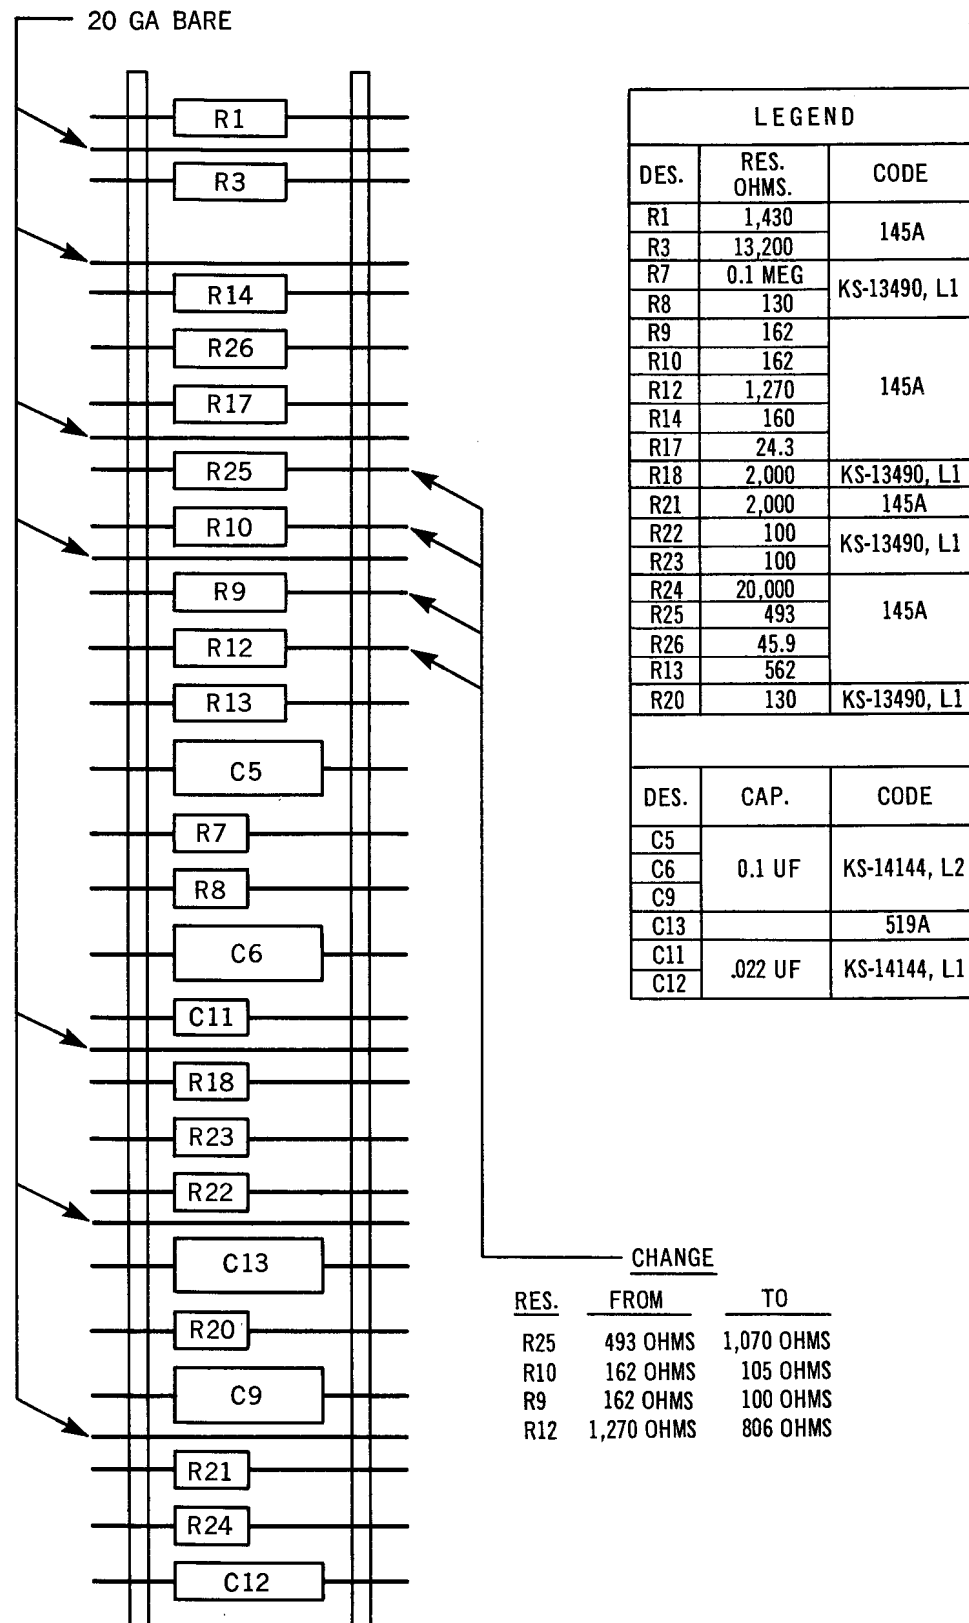 20 GA BARE
R1
R3
R14
R26
R17
R25
R10
R9
R12
R13
C5
R7
R8
C6
C11
R18
R23
R22
C13
R20
C9
R21
R24
C12
LEGEND
DES. RES. OHMS. CODE
R1 1,430 145A
R3 13,200
R7 0.1 MEG KS-13490, L1
R8 130
R9 162 145A
R10 162
R12 1,270
R14 160
R17 24.3
R18 2,000 KS-13490, L1
R21 2,000 145A
R22 100 KS-13490, L1
R23 100
R24 20,000 145A
R25 493
R26 45.9
R13 562
R20 130 KS-13490, L1
DES. CAP. CODE
C5
C6 0.1 UF KS-14144, L2
C9
C13 519A
C11 .022 UF KS-14144, L1
C12
CHANGE
RES. FROM TO
R25 493 OHMS 1,070 OHMS
R10 162 OHMS 105 OHMS
R9 162 OHMS 100 OHMS
R12 1,270 OHMS 806 OHMS